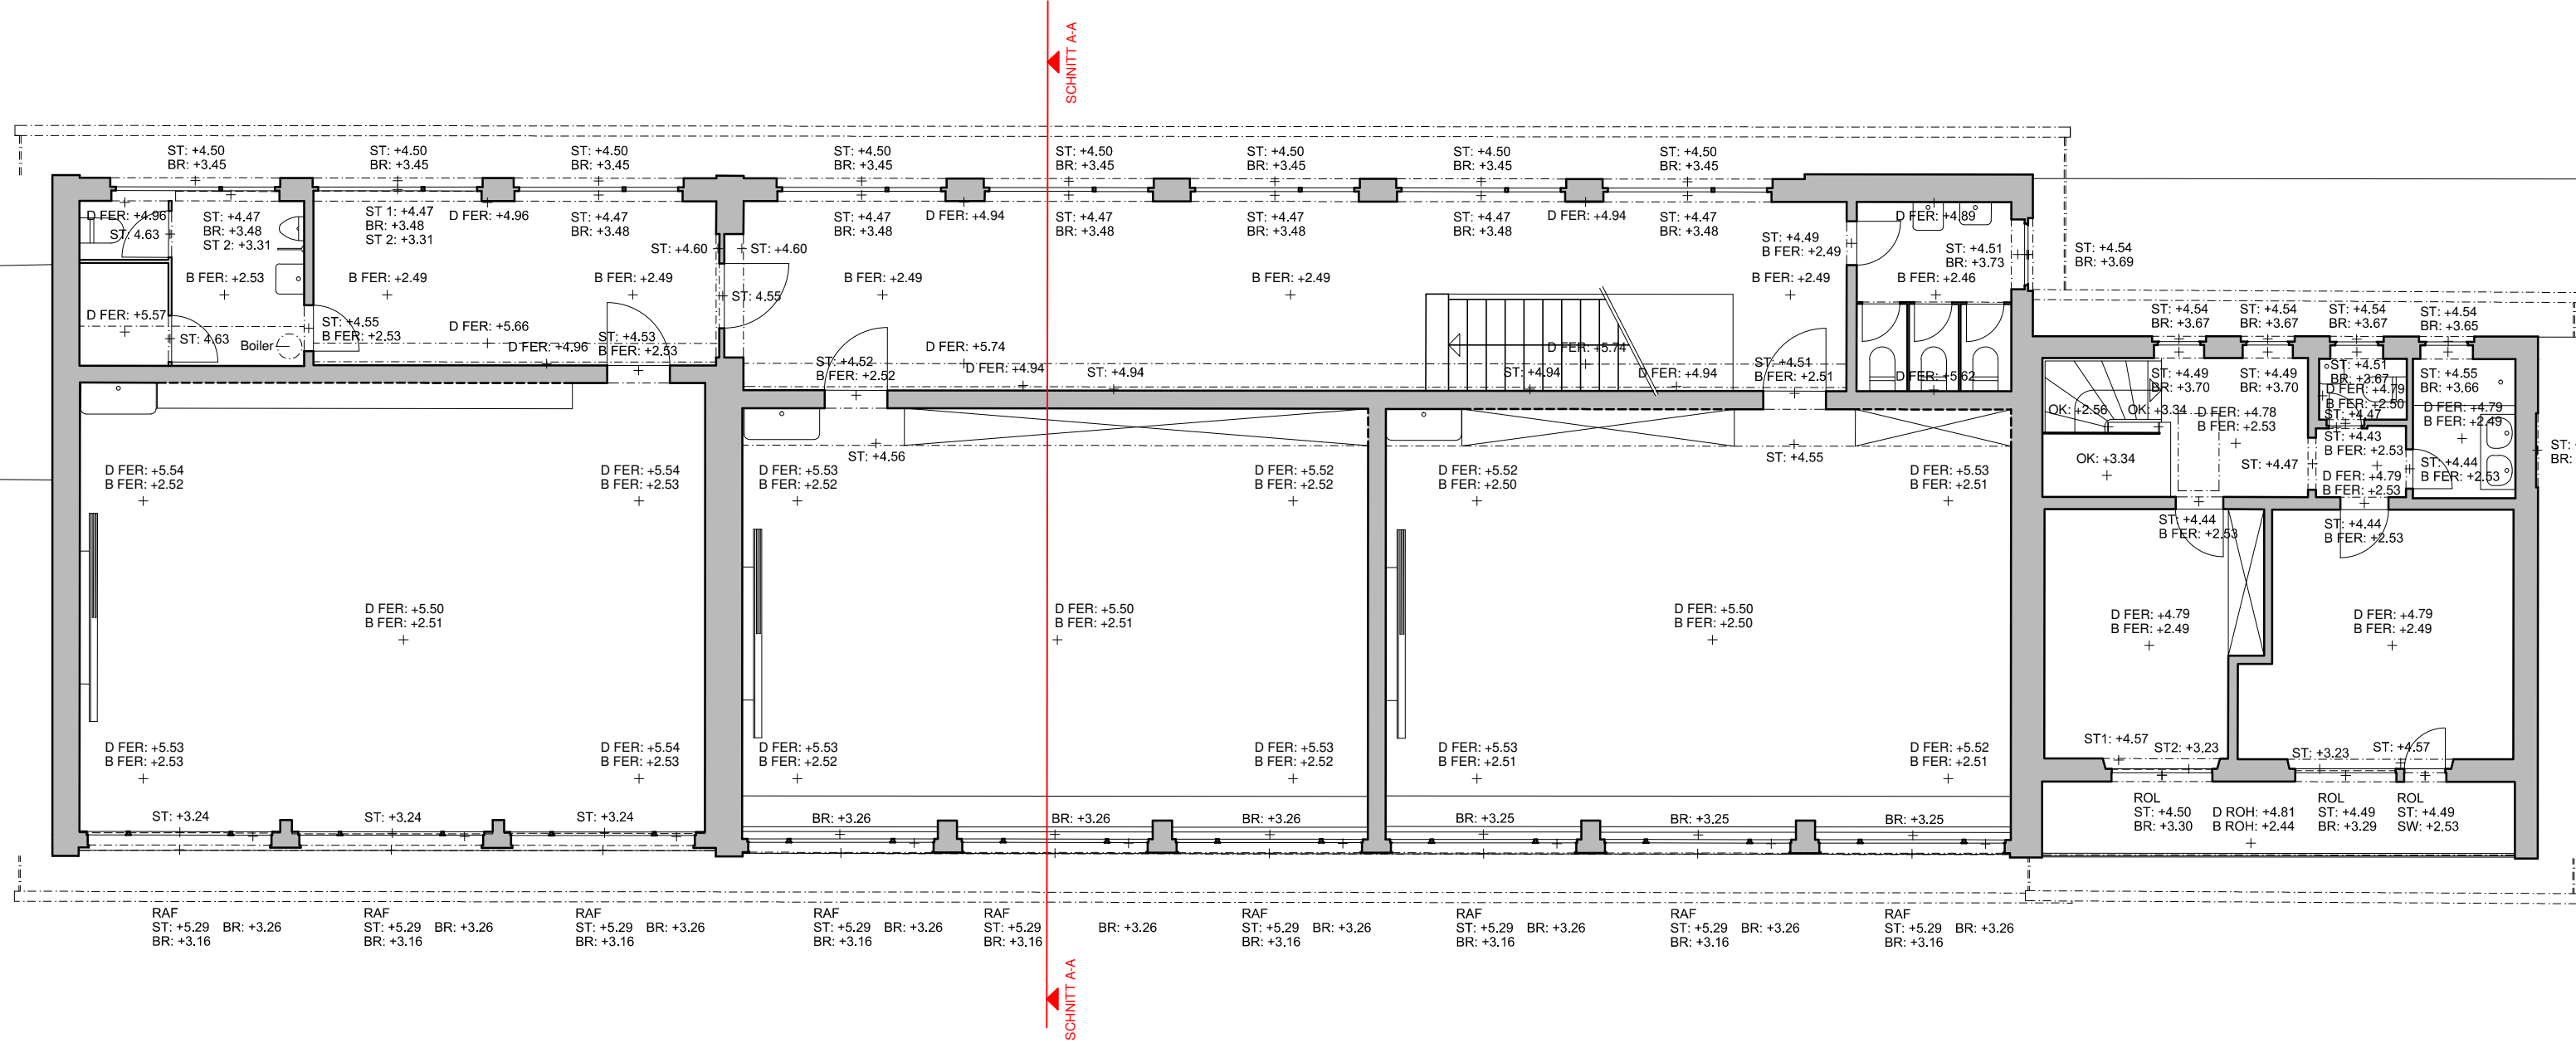 SCHNITT A-A
ST: +4.50
BR: +3.45
ST: +4.50
BR: +3.45
ST: +4.50
BR: +3.45
ST: +4.50
BR: +3.45
ST: +4.50
BR: +3.45
ST: +4.50
BR: +3.45
ST: +4.50
BR: +3.45
ST: +4.50
BR: +3.45
D FER: +4.96
ST: 4.63
ST: +4.47
BR: +3.48
ST 2: +3.31
ST 1: +4.47
BR: +3.48
ST 2: +3.31
D FER: +4.96
ST: +4.47
BR: +3.48
ST: +4.60
ST: +4.60
ST: +4.47
BR: +3.48
D FER: +4.94
ST: +4.47
BR: +3.48
ST: +4.47
BR: +3.48
ST: +4.47
BR: +3.48
D FER: +4.94
ST: +4.47
BR: +3.48
ST: +4.49
B FER: +2.49
D FER: +4.89
ST: +4.51
BR: +3.73
ST: +4.54
BR: +3.69
B FER: +2.53
B FER: +2.49
B FER: +2.49
B FER: +2.49
B FER: +2.49
B FER: +2.49
B FER: +2.46
ST: 4.55
D FER: +5.57
ST: 4.63
Boiler
ST: +4.55
B FER: +2.53
D FER: +5.66
D FER: +4.96
ST: +4.53
B FER: +2.53
ST: +4.52
B FER: +2.52
D FER: +5.74
D FER: +4.94
ST: +4.94
D FER: +5.74
ST: +4.94
D FER: +4.94
ST: +4.51
B FER: +2.51
D FER: +5.62
ST: +4.54
BR: +3.67
ST: +4.54
BR: +3.67
ST: +4.54
BR: +3.67
ST: +4.54
BR: +3.65
ST: +4.49
BR: +3.70
ST: +4.49
BR: +3.70
ST: +4.51
BR: +3.67
D FER: +4.79
B FER: +2.50
ST: +4.55
BR: +3.66
OK: +2.56
OK: +3.34
D FER: +4.78
B FER: +2.53
ST: +4.47
ST: +4.43
B FER: +2.53
D FER: +4.79
B FER: +2.49
OK: +3.34
ST: +4.47
D FER: +4.79
B FER: +2.53
ST: +4.44
B FER: +2.53
ST:
BR:
ST: +4.56
ST: +4.55
D FER: +5.54
B FER: +2.52
D FER: +5.54
B FER: +2.53
D FER: +5.53
B FER: +2.52
D FER: +5.52
B FER: +2.52
D FER: +5.52
B FER: +2.50
D FER: +5.53
B FER: +2.51
ST: +4.44
B FER: +2.53
ST: +4.44
B FER: +2.53
D FER: +5.50
B FER: +2.51
D FER: +5.50
B FER: +2.51
D FER: +5.50
B FER: +2.50
D FER: +4.79
B FER: +2.49
D FER: +4.79
B FER: +2.49
D FER: +5.53
B FER: +2.53
D FER: +5.54
B FER: +2.53
D FER: +5.53
B FER: +2.52
D FER: +5.53
B FER: +2.52
D FER: +5.53
B FER: +2.51
D FER: +5.52
B FER: +2.51
ST1: +4.57
ST2: +3.23
ST: +3.23
ST: +4.57
ST: +3.24
ST: +3.24
ST: +3.24
BR: +3.26
BR: +3.26
BR: +3.26
BR: +3.25
BR: +3.25
BR: +3.25
ROL
ST: +4.50
BR: +3.30
D ROH: +4.81
B ROH: +2.44
ROL
ST: +4.49
BR: +3.29
ROL
ST: +4.49
SW: +2.53
RAF
ST: +5.29 BR: +3.26
BR: +3.16
RAF
ST: +5.29 BR: +3.26
BR: +3.16
RAF
ST: +5.29 BR: +3.26
BR: +3.16
RAF
ST: +5.29 BR: +3.26
BR: +3.16
RAF
ST: +5.29 BR: +3.26
BR: +3.16
RAF
ST: +5.29 BR: +3.26
BR: +3.16
RAF
ST: +5.29 BR: +3.26
BR: +3.16
RAF
ST: +5.29 BR: +3.26
BR: +3.16
RAF
ST: +5.29 BR: +3.26
BR: +3.16
SCHNITT A-A